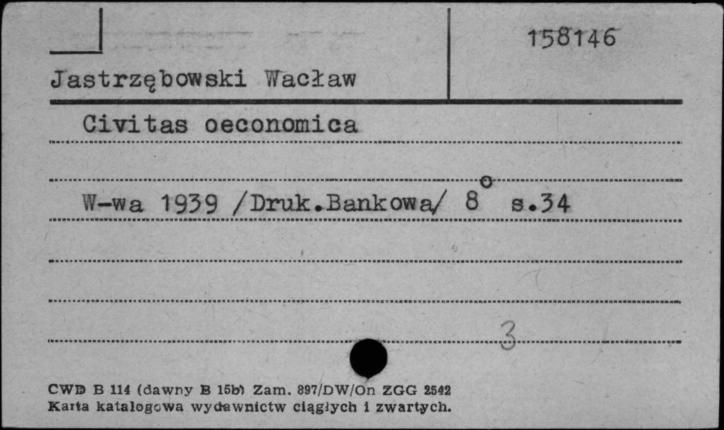 158146
Jastrzębowski Wacław
Civitas oeconomica
W-wa 1939 /Druk.Bankowa/ 8° s.34
3
CWD B 114 (dawny B 15b) Zam. 897/DW/On ZGG 2542
Karta katalogowa wydawnictw ciągłych i zwartych.